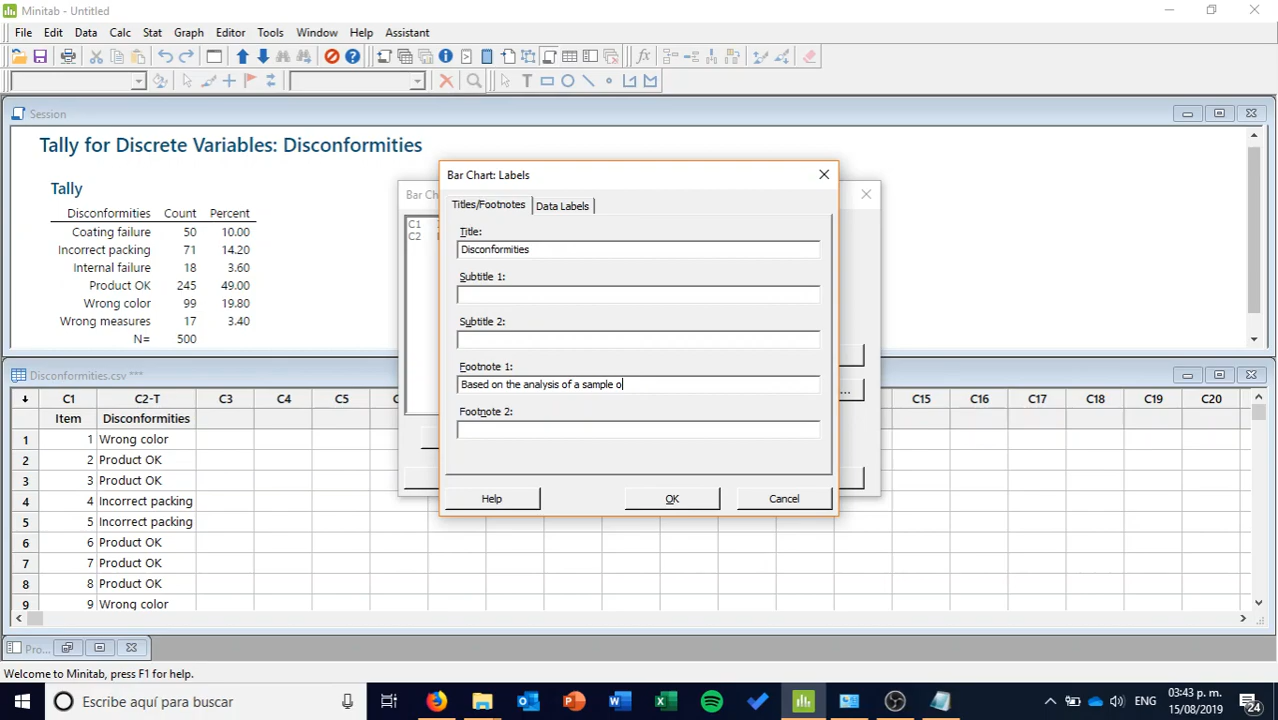 Minitab - Untitled
File Edit Data Calc Stat Graph Editor Tools Window Help Assistant
Session
Tally for Discrete Variables: Disconformities
Tally
Disconformities Count Percent
Coating failure 50 10.00
Incorrect packing 71 14.20
Internal failure 18 3.60
Product OK 245 49.00
Wrong color 99 19.80
Wrong measures 17 3.40
N= 500
Bar Ch
C1
C2
...
Bar Chart: Labels
Titles/Footnotes Data Labels
Title:
Disconformities
Subtitle 1:
Subtitle 2:
Footnote 1:
Based on the analysis of a sample o
Footnote 2:
Help OK Cancel
Disconformities.csv ***
C1 C2-T C3 C4 C5 C15 C16 C17 C18 C19 C20
Item Disconformities
1 1 Wrong color
2 2 Product OK
3 3 Product OK
4 4 Incorrect packing
5 5 Incorrect packing
6 6 Product OK
7 7 Product OK
8 8 Product OK
9 9 Wrong color
Pro...
Welcome to Minitab, press F1 for help.
Escribe aquí para buscar
ENG
03:43 p. m.
15/08/2019
24